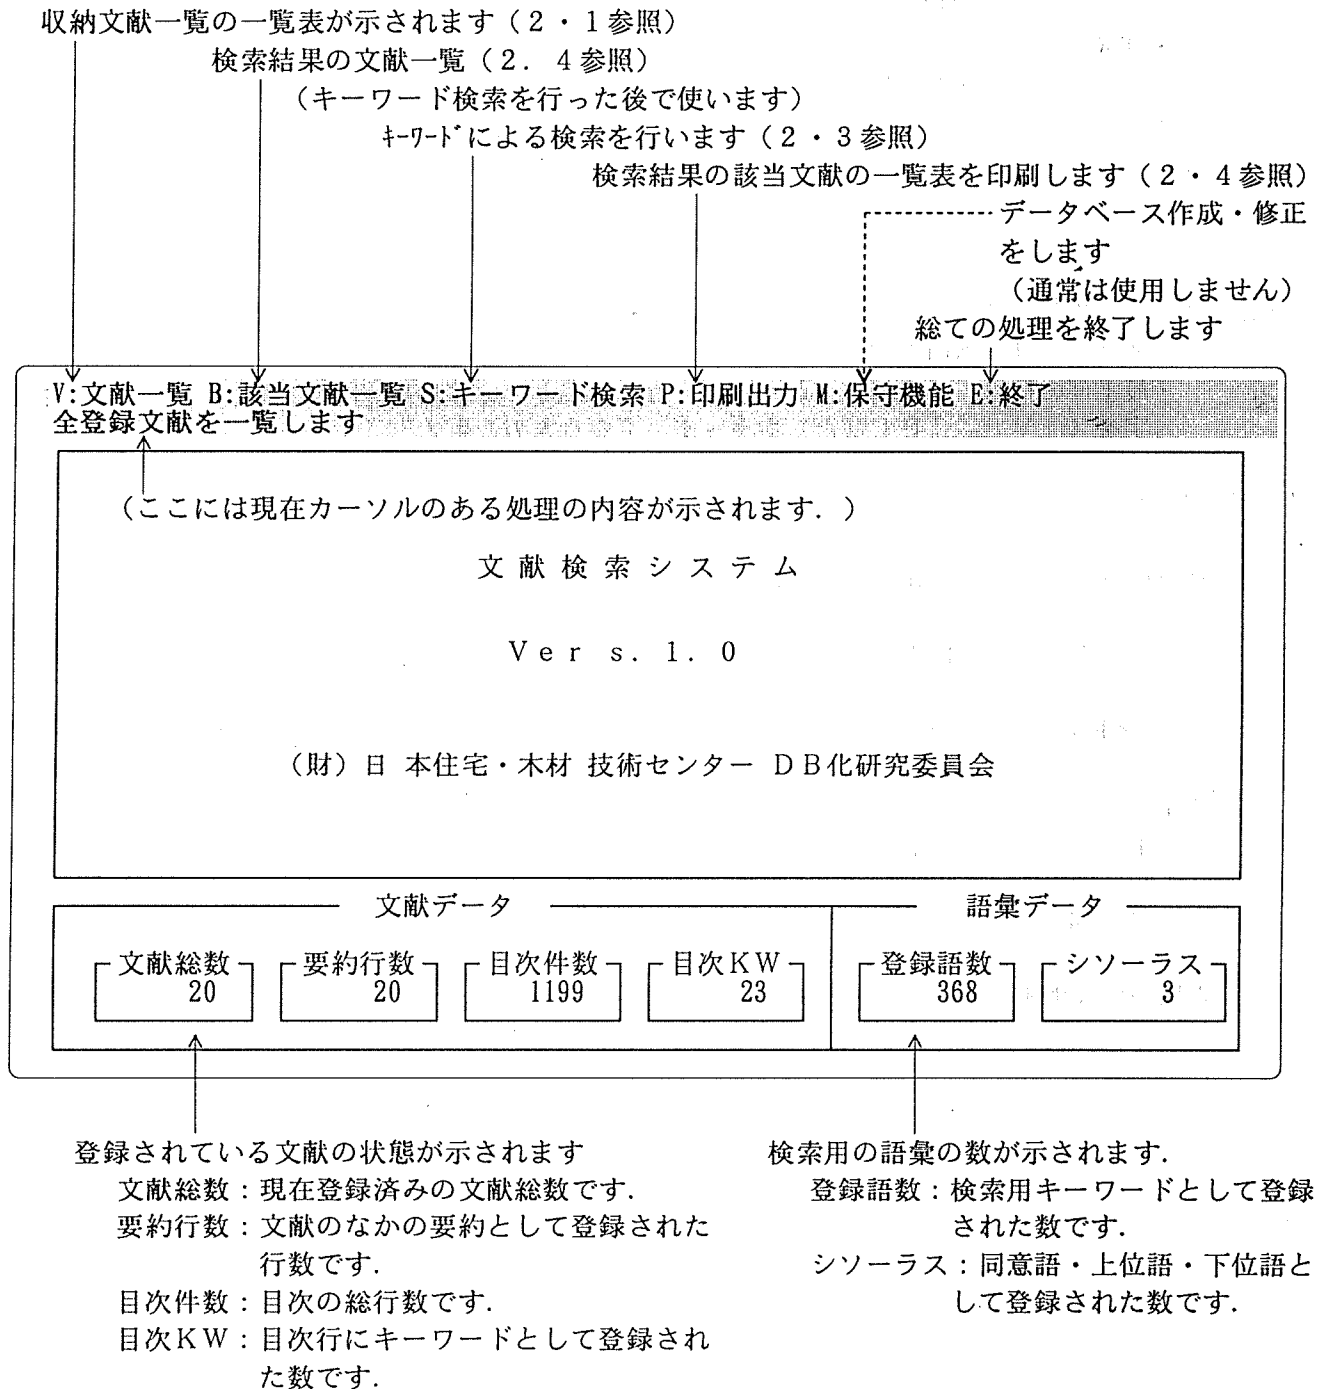 収納文献一覧の一覧表が示されます（２・１参照）
検索結果の文献一覧（２．４参照）
（キーワード検索を行った後で使います）
ｷｰﾜｰﾄﾞによる検索を行います（２・３参照）
検索結果の該当文献の一覧表を印刷します（２・４参照）
データベース作成・修正
をします
（通常は使用しません）
総ての処理を終了します
V:文献一覧 B:該当文献一覧 S:キーワード検索 P:印刷出力 M:保守機能 E:終了
全登録文献を一覧します
（ここには現在カーソルのある処理の内容が示されます．）
文 献 検 索 シ ス テ ム
Ｖｅｒ ｓ．１．０
（財）日 本住宅・木材 技術センター ＤＢ化研究委員会
文献データ 語彙データ
文献総数 要約行数 目次件数 目次ＫＷ 登録語数 シソーラス
20 20 1199 23 368 3
登録されている文献の状態が示されます
文献総数：現在登録済みの文献総数です．
要約行数：文献のなかの要約として登録された
行数です．
目次件数：目次の総行数です．
目次ＫＷ：目次行にキーワードとして登録され
た数です．
検索用の語彙の数が示されます．
登録語数：検索用キーワードとして登録
された数です．
シソーラス：同意語・上位語・下位語と
して登録された数です．